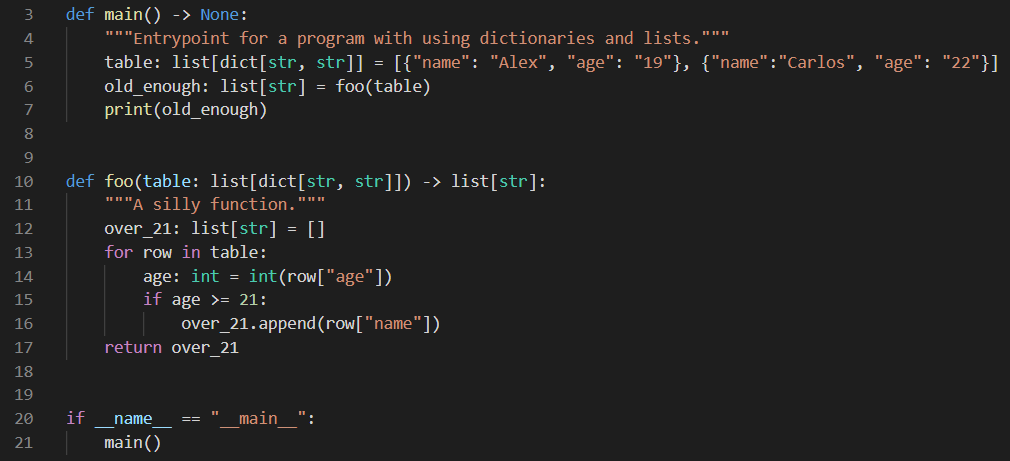 3 def main() -> None:
4     """Entrypoint for a program with using dictionaries and lists."""
5     table: list[dict[str, str]] = [{"name": "Alex", "age": "19"}, {"name":"Carlos", "age": "22"}]
6     old_enough: list[str] = foo(table)
7     print(old_enough)
8
9
10 def foo(table: list[dict[str, str]]) -> list[str]:
11     """A silly function."""
12     over_21: list[str] = []
13     for row in table:
14         age: int = int(row["age"])
15         if age >= 21:
16             over_21.append(row["name"])
17     return over_21
18
19
20 if __name__ == "__main__":
21     main()